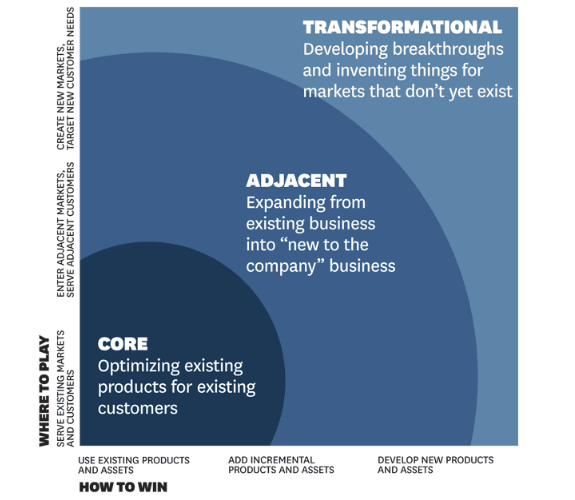 TRANSFORMATIONAL
Developing breakthroughs
and inventing things for
markets that don't yet exist
ADJACENT
Expanding from
existing business
into “new to the
company” business
CORE
Optimizing existing
products for existing
customers
WHERE TO PLAY
CREATE NEW MARKETS,
TARGET NEW CUSTOMER NEEDS
ENTER ADJACENT MARKETS,
SERVE ADJACENT CUSTOMERS
SERVE EXISTING MARKETS
AND CUSTOMERS
USE EXISTING PRODUCTS
AND ASSETS
ADD INCREMENTAL
PRODUCTS AND ASSETS
DEVELOP NEW PRODUCTS
AND ASSETS
HOW TO WIN